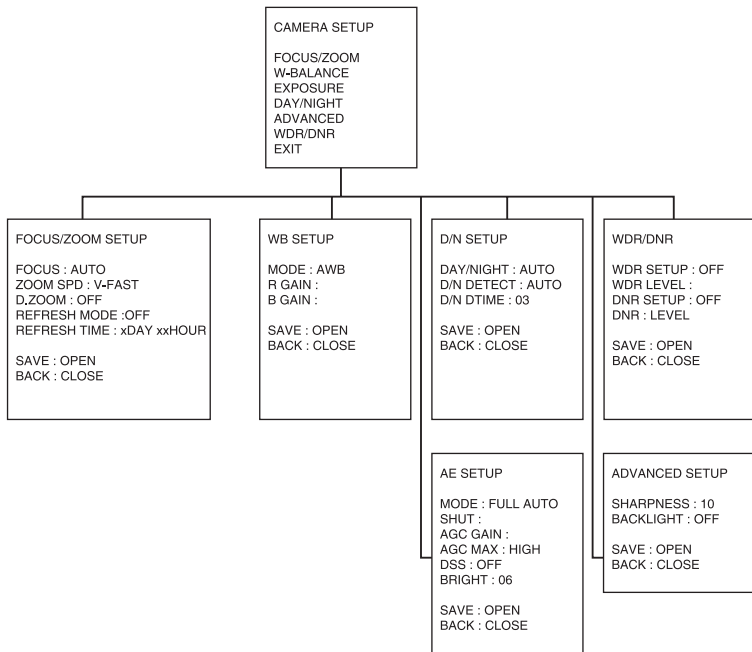 CAMERA SETUP
FOCUS/ZOOM
W-BALANCE
EXPOSURE
DAY/NIGHT
ADVANCED
WDR/DNR
EXIT
FOCUS/ZOOM SETUP
FOCUS : AUTO
ZOOM SPD : V-FAST
D.ZOOM : OFF
REFRESH MODE :OFF
REFRESH TIME : xDAY xxHOUR
SAVE : OPEN
BACK : CLOSE
WB SETUP
MODE : AWB
R GAIN :
B GAIN :
SAVE : OPEN
BACK : CLOSE
D/N SETUP
DAY/NIGHT : AUTO
D/N DETECT : AUTO
D/N DTIME : 03
SAVE : OPEN
BACK : CLOSE
WDR/DNR
WDR SETUP : OFF
WDR LEVEL :
DNR SETUP : OFF
DNR : LEVEL
SAVE : OPEN
BACK : CLOSE
AE SETUP
MODE : FULL AUTO
SHUT :
AGC GAIN :
AGC MAX : HIGH
DSS : OFF
BRIGHT : 06
SAVE : OPEN
BACK : CLOSE
ADVANCED SETUP
SHARPNESS : 10
BACKLIGHT : OFF
SAVE : OPEN
BACK : CLOSE